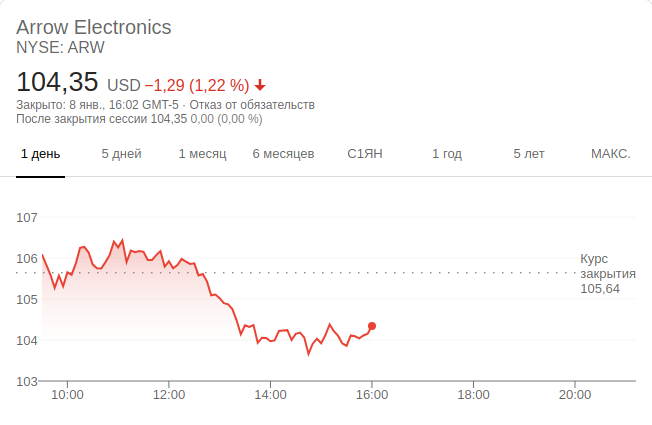 Arrow Electronics
NYSE: ARW
104,35 USD −1,29 (1,22 %)
Закрыто: 8 янв., 16:02 GMT-5 · Отказ от обязательств
После закрытия сессии 104,35 0,00 (0,00 %)
1 день 5 дней 1 месяц 6 месяцев С1ЯН 1 год 5 лет МАКС.
107
106
105
104
103
Курс
закрытия
105,64
10:00 12:00 14:00 16:00 18:00 20:00